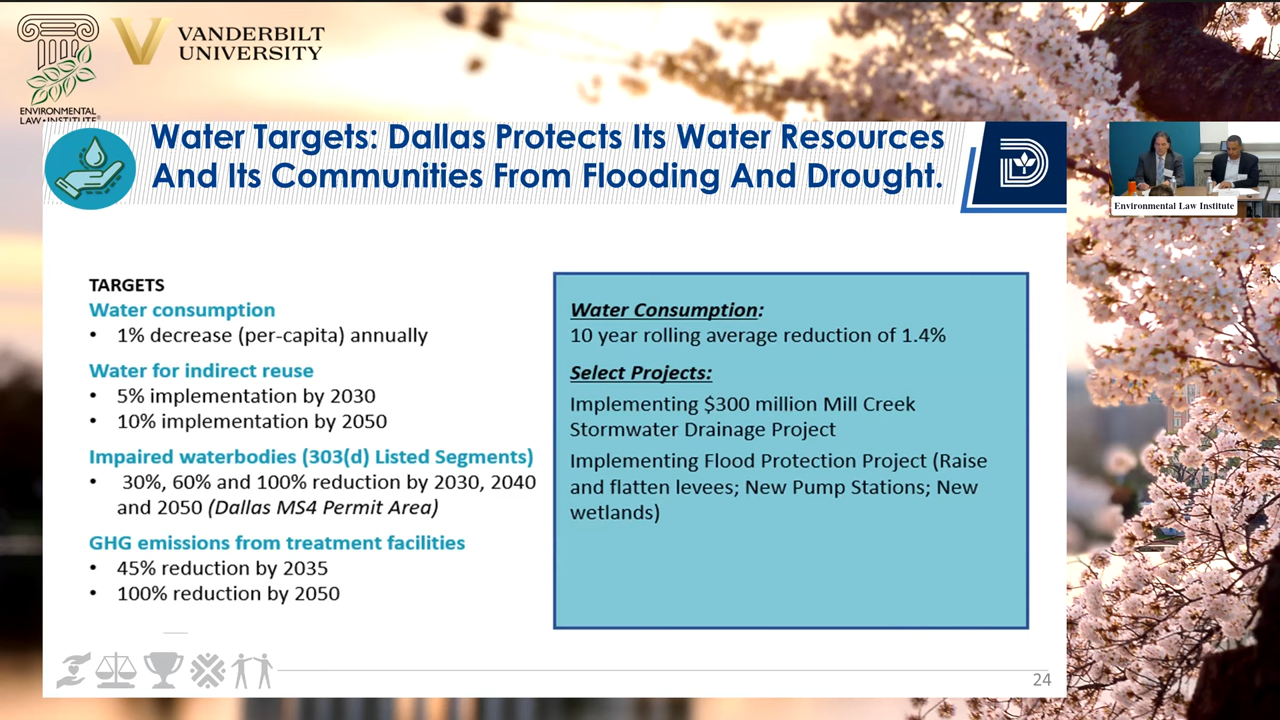 VANDERBILT
UNIVERSITY
ENVIRONMENTAL
LAW•INSTITUTE®
Water Targets: Dallas Protects Its Water Resources
And Its Communities From Flooding And Drought.
Environmental Law Institute
TARGETS
Water consumption
• 1% decrease (per-capita) annually
Water for indirect reuse
• 5% implementation by 2030
• 10% implementation by 2050
Impaired waterbodies (303(d) Listed Segments)
• 30%, 60% and 100% reduction by 2030, 2040
and 2050 (Dallas MS4 Permit Area)
GHG emissions from treatment facilities
• 45% reduction by 2035
• 100% reduction by 2050
Water Consumption:
10 year rolling average reduction of 1.4%
Select Projects:
Implementing $300 million Mill Creek
Stormwater Drainage Project
Implementing Flood Protection Project (Raise
and flatten levees; New Pump Stations; New
wetlands)
24